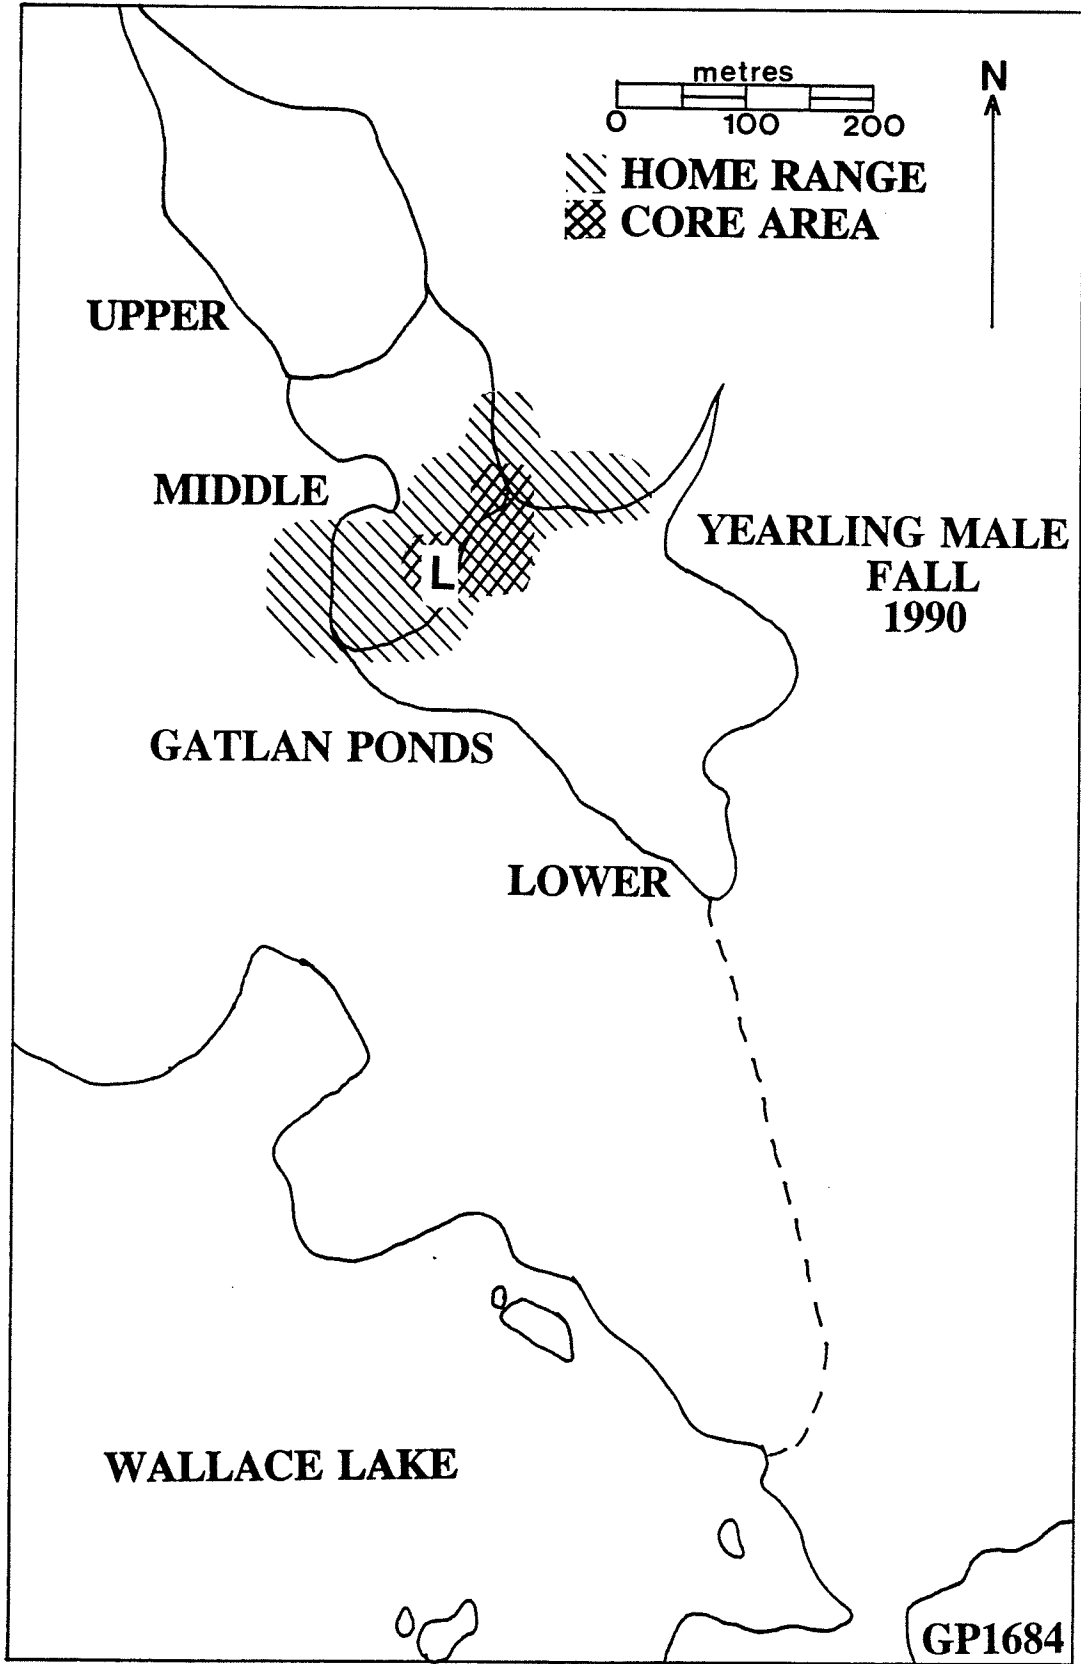 metres
N
0 100 200
HOME RANGE
CORE AREA
UPPER
MIDDLE
L
YEARLING MALE
FALL
1990
GATLAN PONDS
LOWER
WALLACE LAKE
GP1684